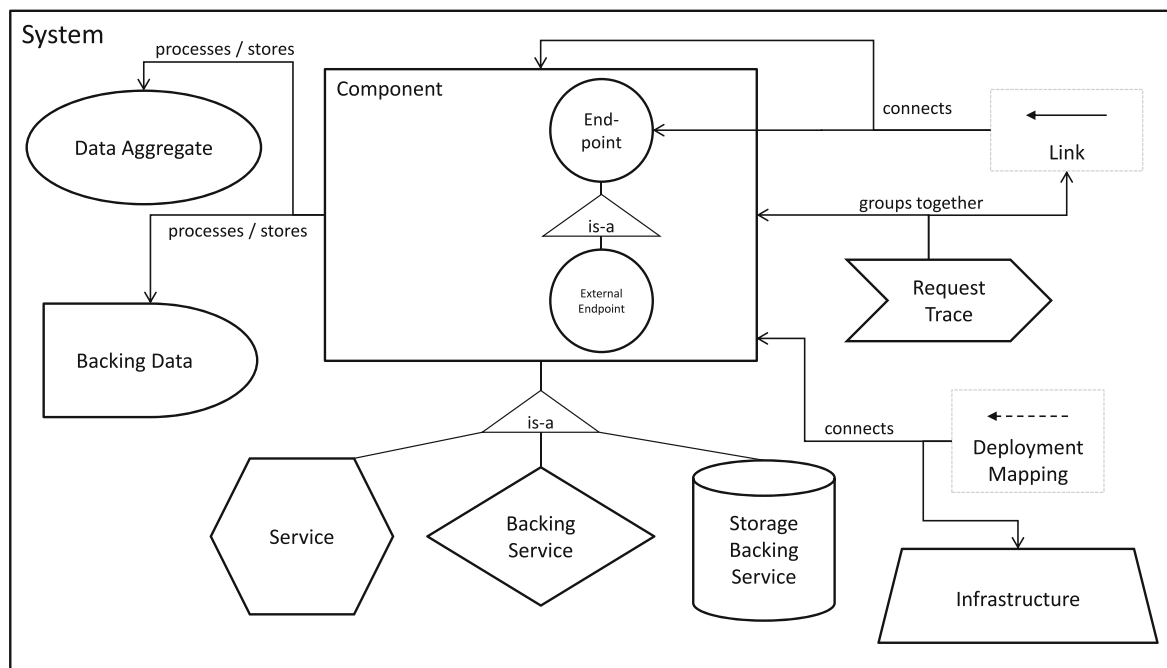 System
processes / stores
Data Aggregate
processes / stores
Backing Data
Component
End-
point
is-a
External
Endpoint
connects
Link
groups together
Request
Trace
connects
Deployment
Mapping
Infrastructure
is-a
Service
Backing
Service
Storage
Backing
Service